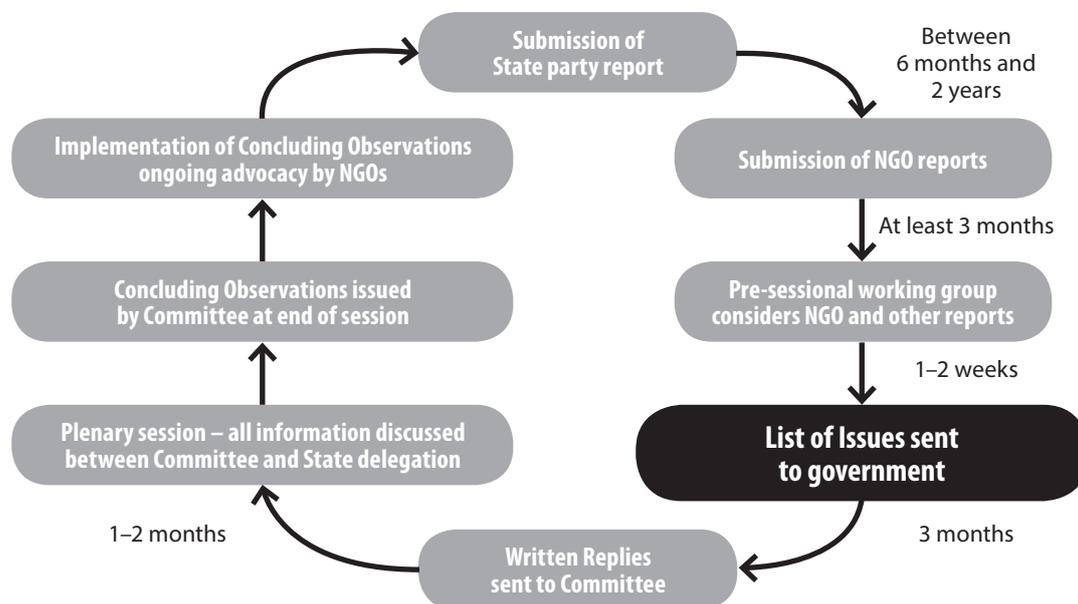 Submission of
State party report
Between
6 months and
2 years
Submission of NGO reports
At least 3 months
Pre-sessional working group
considers NGO and other reports
1–2 weeks
List of Issues sent
to government
3 months
Written Replies
sent to Committee
1–2 months
Plenary session – all information discussed
between Committee and State delegation
Concluding Observations issued
by Committee at end of session
Implementation of Concluding Observations
ongoing advocacy by NGOs